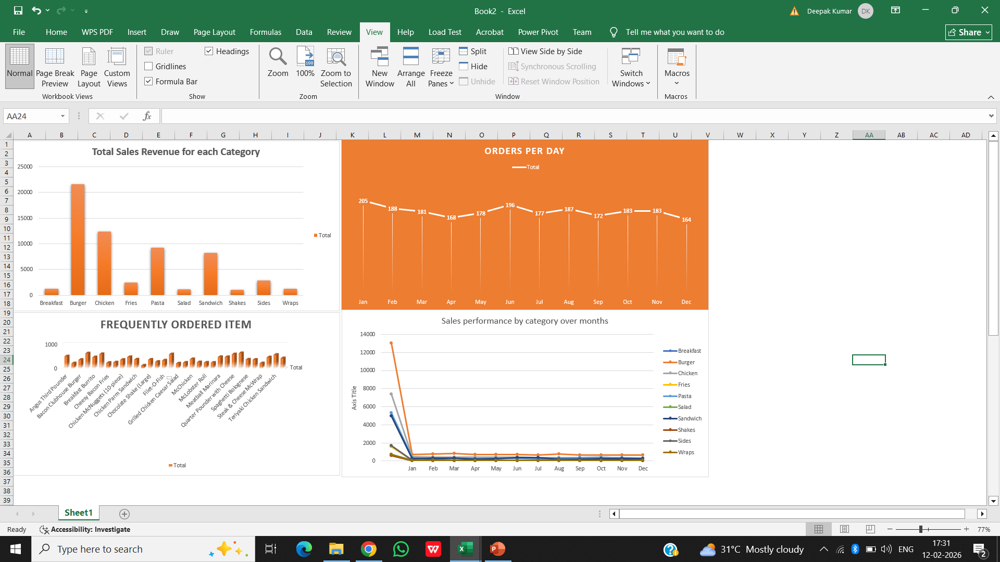 Book2 - Excel
Deepak Kumar
DK
File
Home
WPS PDF
Insert
Draw
Page Layout
Formulas
Data
Review
View
Help
Load Test
Acrobat
Power Pivot
Team
Tell me what you want to do
Share
Normal
Page Break Preview
Page Layout
Custom Views
Workbook Views
Ruler
Headings
Gridlines
Formula Bar
Show
Zoom
100
100%
Zoom to Selection
Zoom
New Window
Arrange All
Freeze Panes
Split
Hide
Unhide
View Side by Side
Synchronous Scrolling
Reset Window Position
Window
Switch Windows
Macros
Macros
AA24
fx
A B C D E F G H I J K L M N O P Q R S T U V W X Y Z AA AB AC AD
1
2
3
4
5
6
7
8
9
10
11
12
13
14
15
16
17
18
19
20
21
22
23
24
25
26
27
28
29
30
31
32
33
34
35
36
37
38
39
Total Sales Revenue for each Category
25000
20000
15000
10000
5000
0
Breakfast Burger Chicken Fries Pasta Salad Sandwich Shakes Sides Wraps
Total
ORDERS PER DAY
Total
205 188 181 168 178 196 177 187 172 183 183 164
Jan Feb Mar Apr May Jun Jul Aug Sep Oct Nov Dec
FREQUENTLY ORDERED ITEM
1000
0
Total
Angus Third Pounder
Bacon Clubhouse Burger
Breakfast Burrito
Cheesy Bacon Fries
Chicken McNuggets (10-piece)
Chicken Parm Sandwich
Chocolate Shake (Large)
Filet-O-Fish
Grilled Chicken Caesar Salad
McChicken
McLobster Roll
Meatball Marinara
Quarter Pounder with Cheese
Spaghetti Bolognese
Steak & Cheese McWrap
Teriyaki Chicken Sandwich
Total
Sales performance by category over months
Axis Title
14000
12000
10000
8000
6000
4000
2000
0
Jan Feb Mar Apr May Jun Jul Aug Sep Oct Nov Dec
Breakfast
Burger
Chicken
Fries
Pasta
Salad
Sandwich
Shakes
Sides
Wraps
Sheet1
Ready
Accessibility: Investigate
77%
Type here to search
31°C Mostly cloudy
ENG
17:31
12-02-2026
2